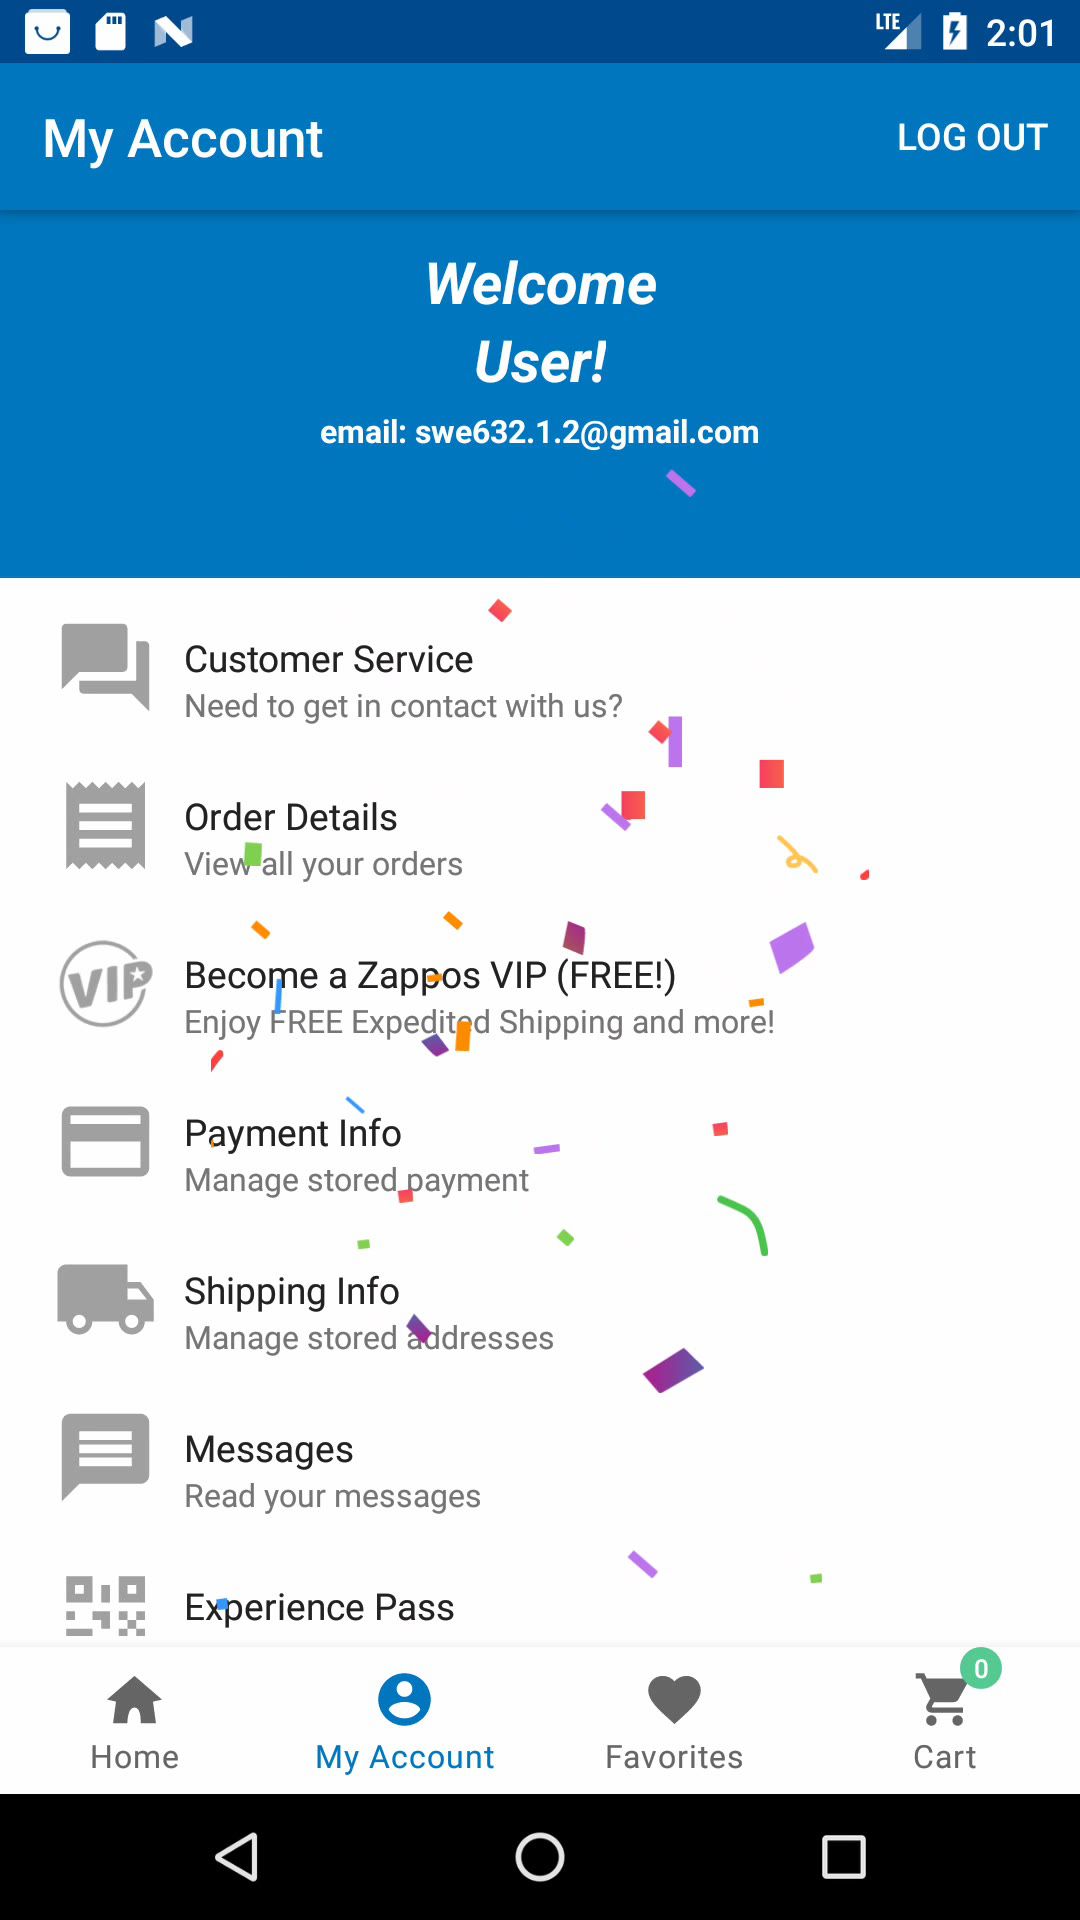 LTE 2:01
My Account LOG OUT
Welcome
User!
email: swe632.1.2@gmail.com
Customer Service
Need to get in contact with us?
Order Details
View all your orders
VIP
Become a Zappos VIP (FREE!)
Enjoy FREE Expedited Shipping and more!
Payment Info
Manage stored payment
Shipping Info
Manage stored addresses
Messages
Read your messages
Experience Pass
0
Home My Account Favorites Cart